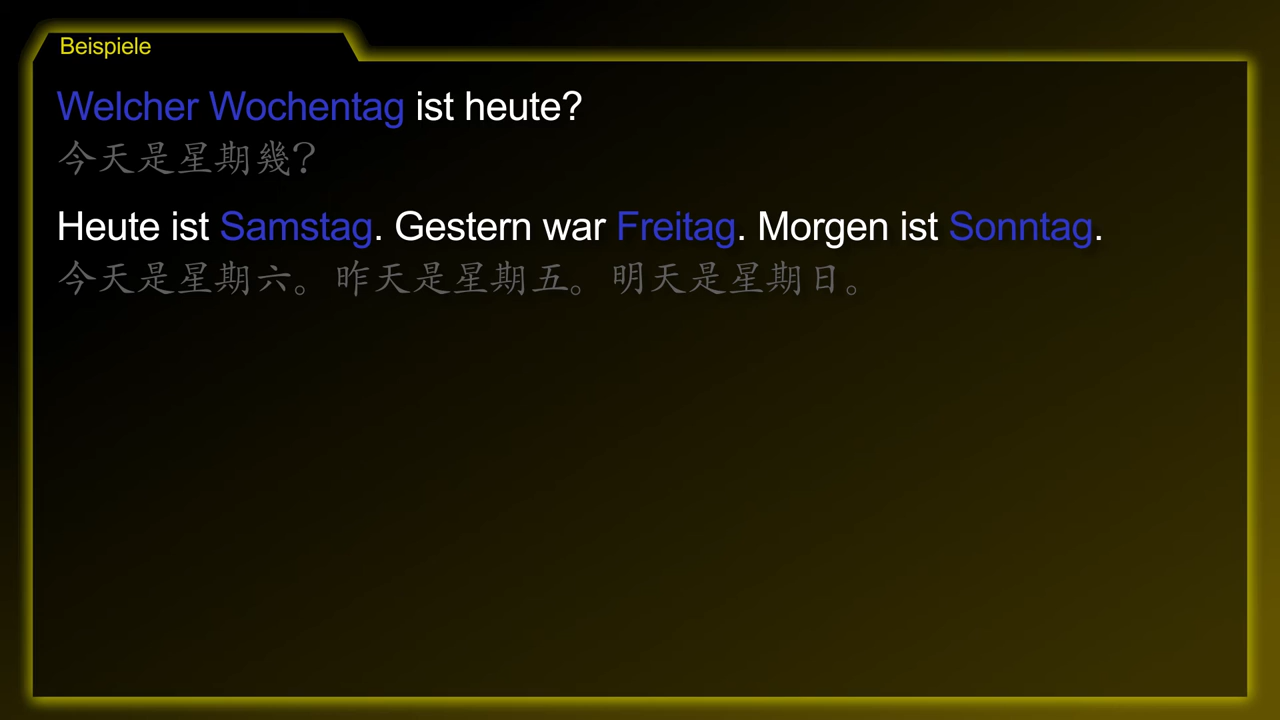 Beispiele
Welcher Wochentag ist heute?
今天是星期幾?
Heute ist Samstag. Gestern war Freitag. Morgen ist Sonntag.
今天是星期六。昨天是星期五。明天是星期日。